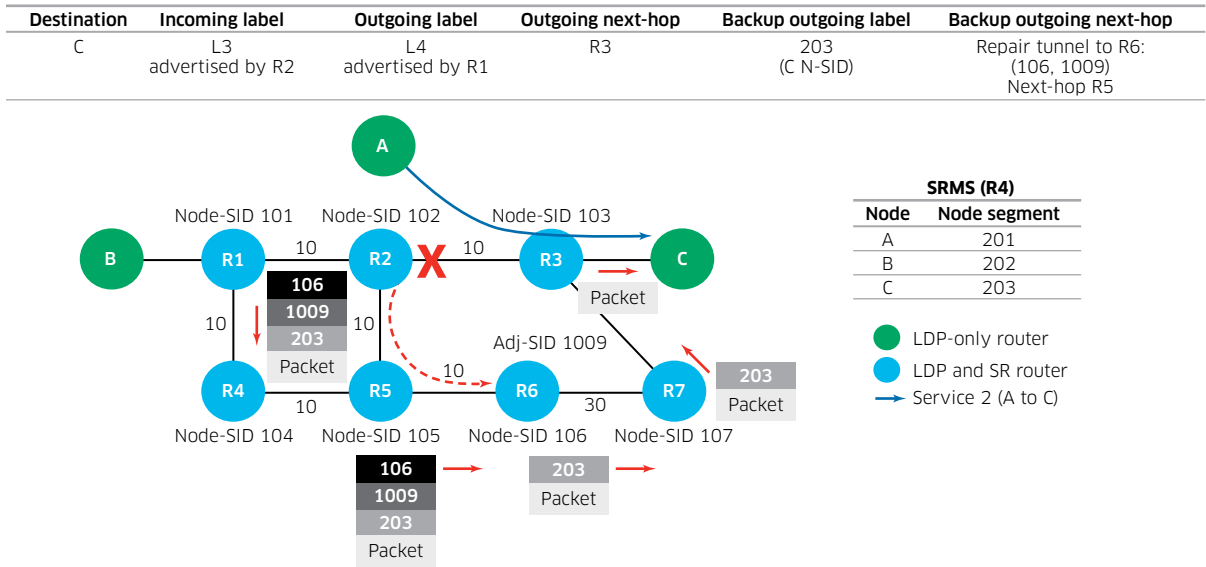 Destination Incoming label Outgoing label Outgoing next-hop Backup outgoing label Backup outgoing next-hop
C L3 L4 R3 203 Repair tunnel to R6:
advertised by R2 advertised by R1 (C N-SID) (106, 1009)
Next-hop R5
A
Node-SID 101 Node-SID 102 Node-SID 103
B R1 10 R2 X 10 R3 C
106
1009
203
Packet
10
10
Packet
Adj-SID 1009
10
R4 10 R5 R6 30 R7
203
Packet
Node-SID 104 Node-SID 105 Node-SID 106 Node-SID 107
106
1009
203
Packet
203
Packet
SRMS (R4)
Node Node segment
A 201
B 202
C 203
LDP-only router
LDP and SR router
Service 2 (A to C)